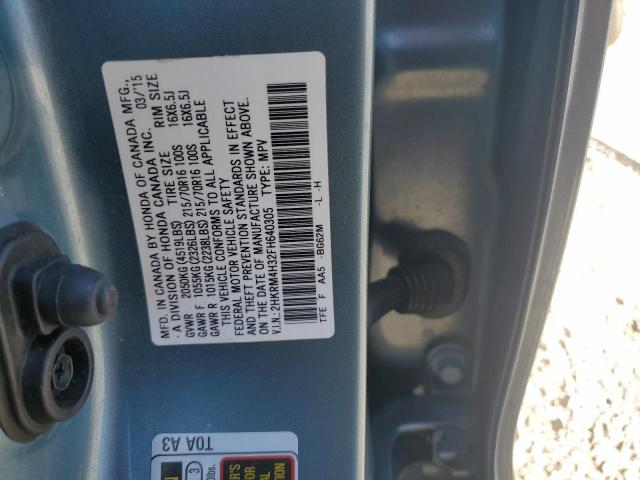 MFD. IN CANADA BY HONDA OF CANADA MFG.,
- A DIVISION OF HONDA CANADA INC. 03/'15
TIRE SIZE RIM SIZE
GVWR 2050KG(4519LBS)
GAWR F 1055KG(2326LBS) 215/70R16 100S 16X6.5J
GAWR R 1015KG(2238LBS) 215/70R16 100S 16X6.5J
THIS VEHICLE CONFORMS TO ALL APPLICABLE
FEDERAL MOTOR VEHICLE SAFETY
AND THEFT PREVENTION STANDARDS IN EFFECT
ON THE DATE OF MANUFACTURE SHOWN ABOVE.
V.I.N.: 2HKRM4H32FH640305 TYPE: MPV
TFE F AA5 -BG62M -L -H
T0A A3
3
lbs.